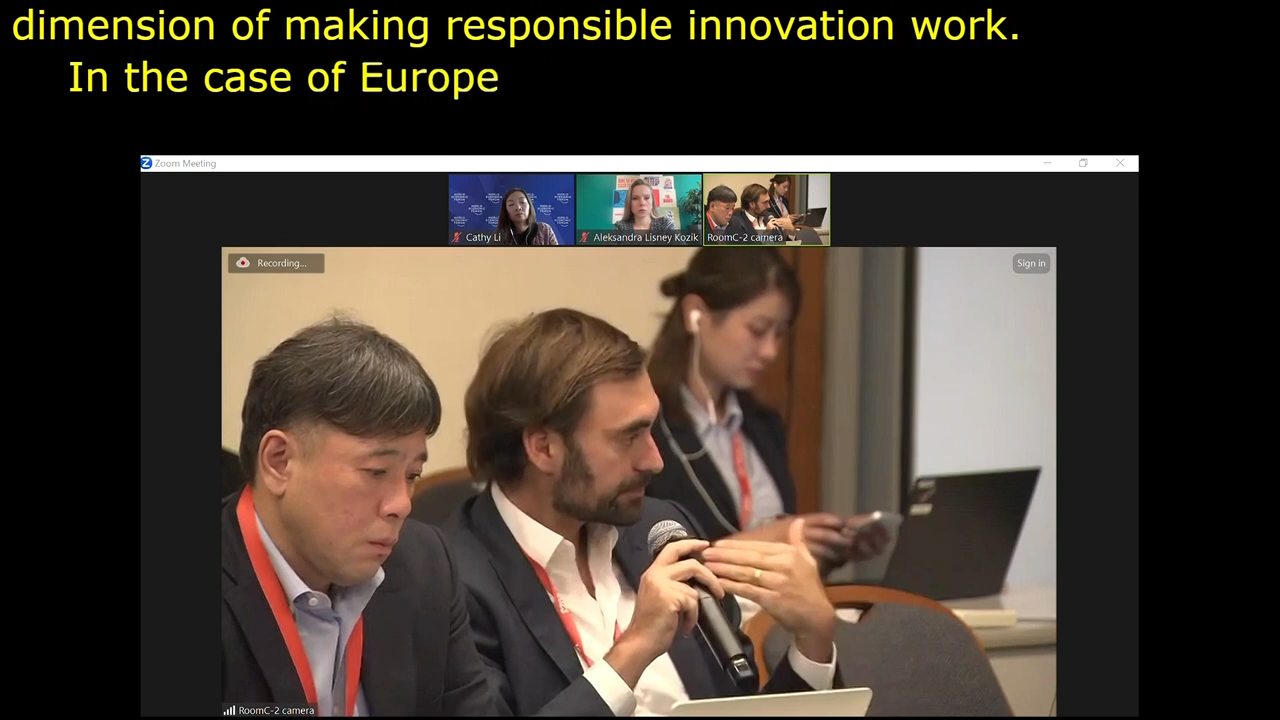 dimension of making responsible innovation work.
In the case of Europe
Zoom Meeting
Cathy Li
Aleksandra Lisney Kozik
RoomC-2 camera
Recording...
Sign in
RoomC-2 camera